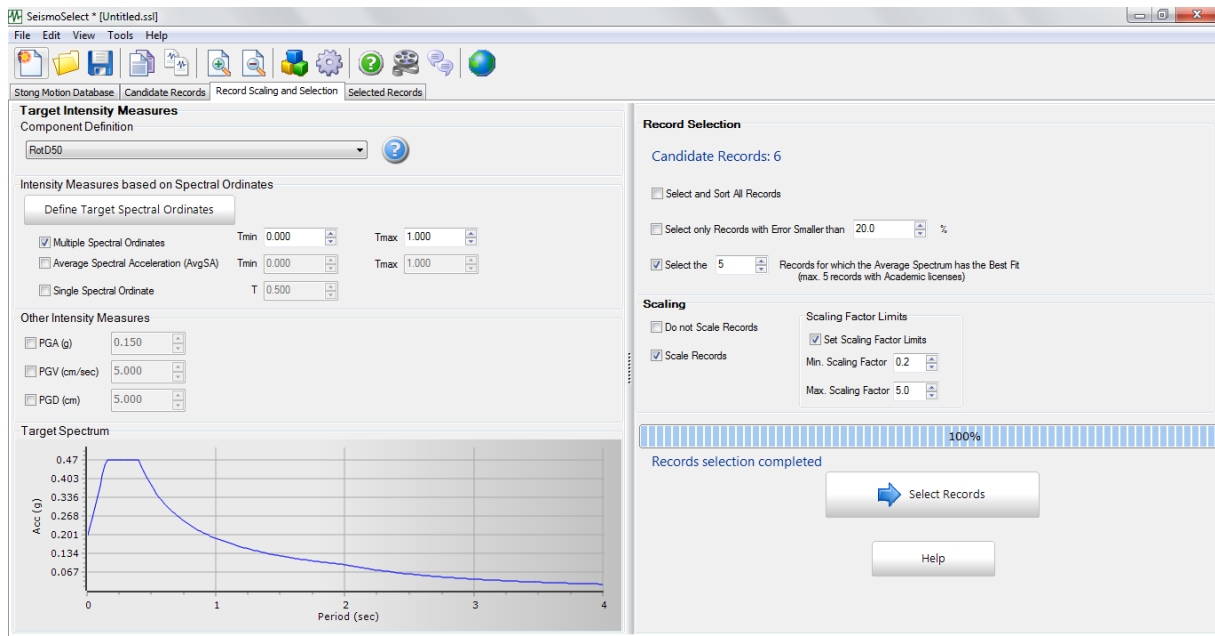 SeismoSelect * [Untitled.ssl]
File Edit View Tools Help
Stong Motion Database Candidate Records Record Scaling and Selection Selected Records
Target Intensity Measures
Component Definition
RotD50
Intensity Measures based on Spectral Ordinates
Define Target Spectral Ordinates
Multiple Spectral Ordinates Tmin 0.000 Tmax 1.000
Average Spectral Acceleration (AvgSA) Tmin 0.000 Tmax 1.000
Single Spectral Ordinate T 0.500
Other Intensity Measures
PGA (g) 0.150
PGV (cm/sec) 5.000
PGD (cm) 5.000
Target Spectrum
0.47
0.403
0.336
0.268
0.201
0.134
0.067
Acc (g)
0 1 2 3 4
Period (sec)
Record Selection
Candidate Records: 6
Select and Sort All Records
Select only Records with Error Smaller than 20.0 %
Select the 5 Records for which the Average Spectrum has the Best Fit
(max. 5 records with Academic licenses)
Scaling
Do not Scale Records
Scale Records
Scaling Factor Limits
Set Scaling Factor Limits
Min. Scaling Factor 0.2
Max. Scaling Factor 5.0
100%
Records selection completed
Select Records
Help